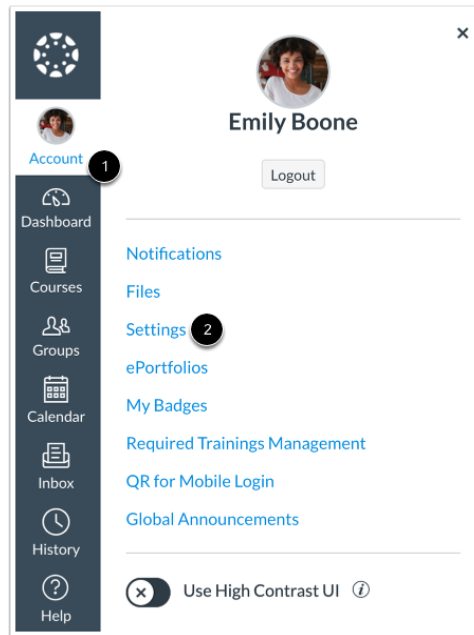 Account
1
Dashboard
Courses
Groups
Calendar
Inbox
History
Help
Emily Boone
Logout
Notifications
Files
Settings 2
ePortfolios
My Badges
Required Trainings Management
QR for Mobile Login
Global Announcements
Use High Contrast UI